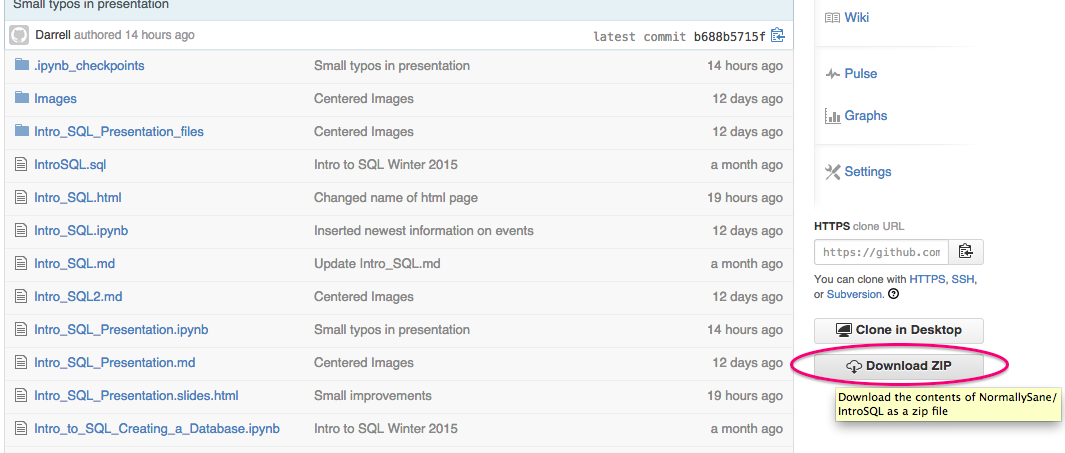 Small typos in presentation
Darrell authored 14 hours ago
latest commit b688b5715f
.ipynb_checkpoints Small typos in presentation 14 hours ago
Images Centered Images 12 days ago
Intro_SQL_Presentation_files Centered Images 12 days ago
IntroSQL.sql Intro to SQL Winter 2015 a month ago
Intro_SQL.html Changed name of html page 19 hours ago
Intro_SQL.ipynb Inserted newest information on events 12 days ago
Intro_SQL.md Update Intro_SQL.md a month ago
Intro_SQL2.md Centered Images 12 days ago
Intro_SQL_Presentation.ipynb Small typos in presentation 14 hours ago
Intro_SQL_Presentation.md Centered Images 12 days ago
Intro_SQL_Presentation.slides.html Small improvements 19 hours ago
Intro_to_SQL_Creating_a_Database.ipynb Intro to SQL Winter 2015 a month ago
Wiki
Pulse
Graphs
Settings
HTTPS clone URL
https://github.com
You can clone with HTTPS, SSH,
or Subversion.
Clone in Desktop
Download ZIP
Download the contents of NormallySane/
IntroSQL as a zip file